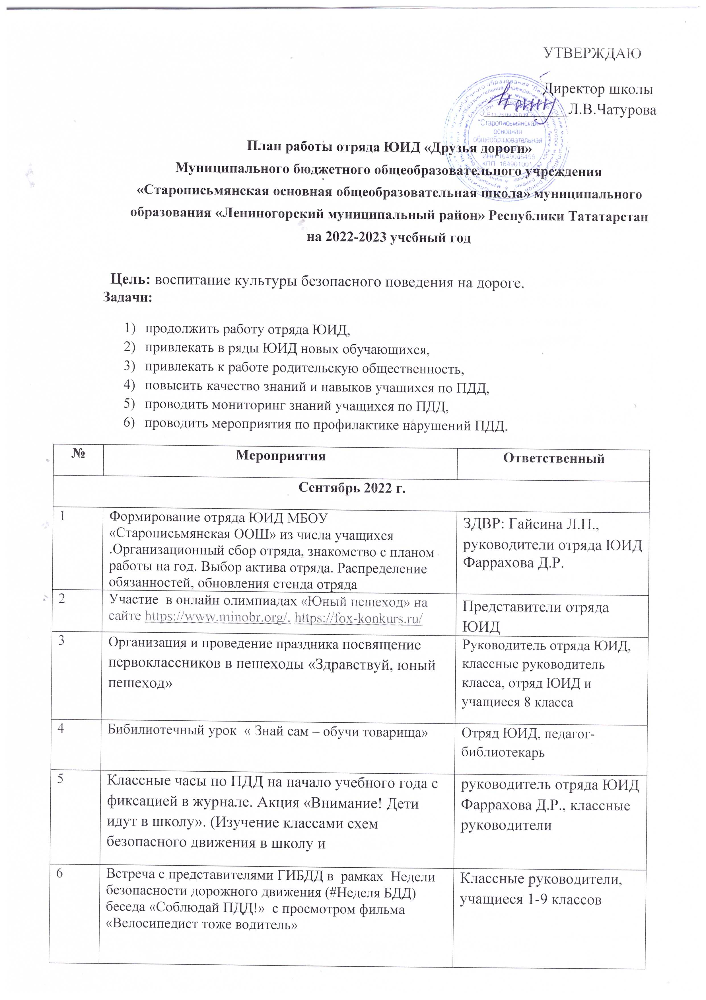 УТВЕРЖДАЮ
Директор школы
Л.В.Чатурова
"Старописьмянская
основная
общеобразовательная
ИНН 1649006455
КПП 164901001
План работы отряда ЮИД «Друзья дороги»
Муниципального бюджетного общеобразовательного учреждения
«Старописьмянская основная общеобразовательная школа» муниципального
образования «Лениногорский муниципальный район» Республики Тататарстан
на 2022-2023 учебный год
Цель: воспитание культуры безопасного поведения на дороге.
Задачи:
1) продолжить работу отряда ЮИД,
2) привлекать в ряды ЮИД новых обучающихся,
3) привлекать к работе родительскую общественность,
4) повысить качество знаний и навыков учащихся по ПДД,
5) проводить мониторинг знаний учащихся по ПДД,
6) проводить мероприятия по профилактике нарушений ПДД.
№ Мероприятия Ответственный
Сентябрь 2022 г.
1
Формирование отряда ЮИД МБОУ
«Старописьмянская ООШ» из числа учащихся
.Организационный сбор отряда, знакомство с планом
работы на год. Выбор актива отряда. Распределение
обязанностей, обновления стенда отряда
ЗДВР: Гайсина Л.П.,
руководители отряда ЮИД
Фаррахова Д.Р.
2
Участие в онлайн олимпиадах «Юный пешеход» на
сайте https://www.minobr.org/, https://fox-konkurs.ru/
Представители отряда
ЮИД
3
Организация и проведение праздника посвящение
первоклассников в пешеходы «Здравствуй, юный
пешеход»
Руководитель отряда ЮИД,
классные руководитель
класса, отряд ЮИД и
учащиеся 8 класса
4
Бибилиотечный урок « Знай сам – обучи товарища»
Отряд ЮИД, педагог-
библиотекарь
5
Классные часы по ПДД на начало учебного года с
фиксацией в журнале. Акция «Внимание! Дети
идут в школу». (Изучение классами схем
безопасного движения в школу и
руководитель отряда ЮИД
Фаррахова Д.Р., классные
руководители
6
Встреча с представителями ГИБДД в рамках Недели
безопасности дорожного движения (#Неделя БДД)
беседа «Соблюдай ПДД!» с просмотром фильма
«Велосипедист тоже водитель»
Классные руководители,
учащиеся 1-9 классов